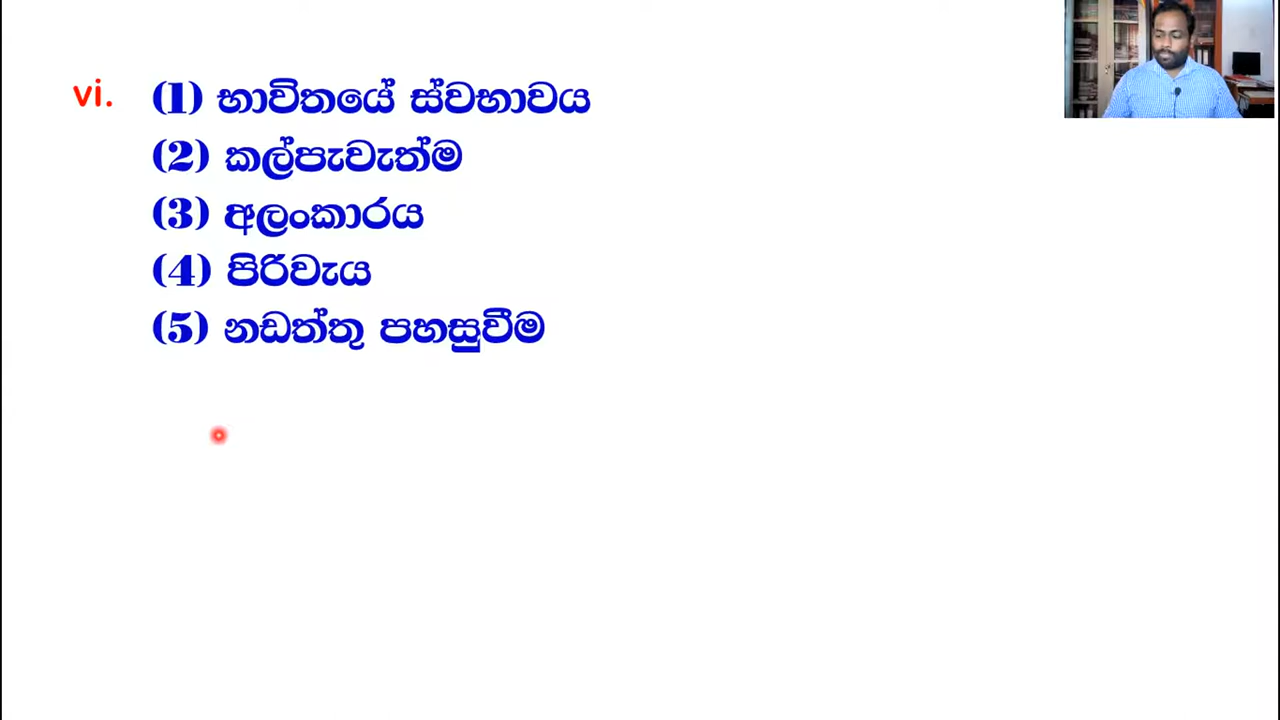 vi. (1) භාවිතයේ ස්වභාවය
(2) කල්පැවැත්ම
(3) අලංකාරය
(4) පිරිවැය
(5) නඩත්තු පහසුවීම